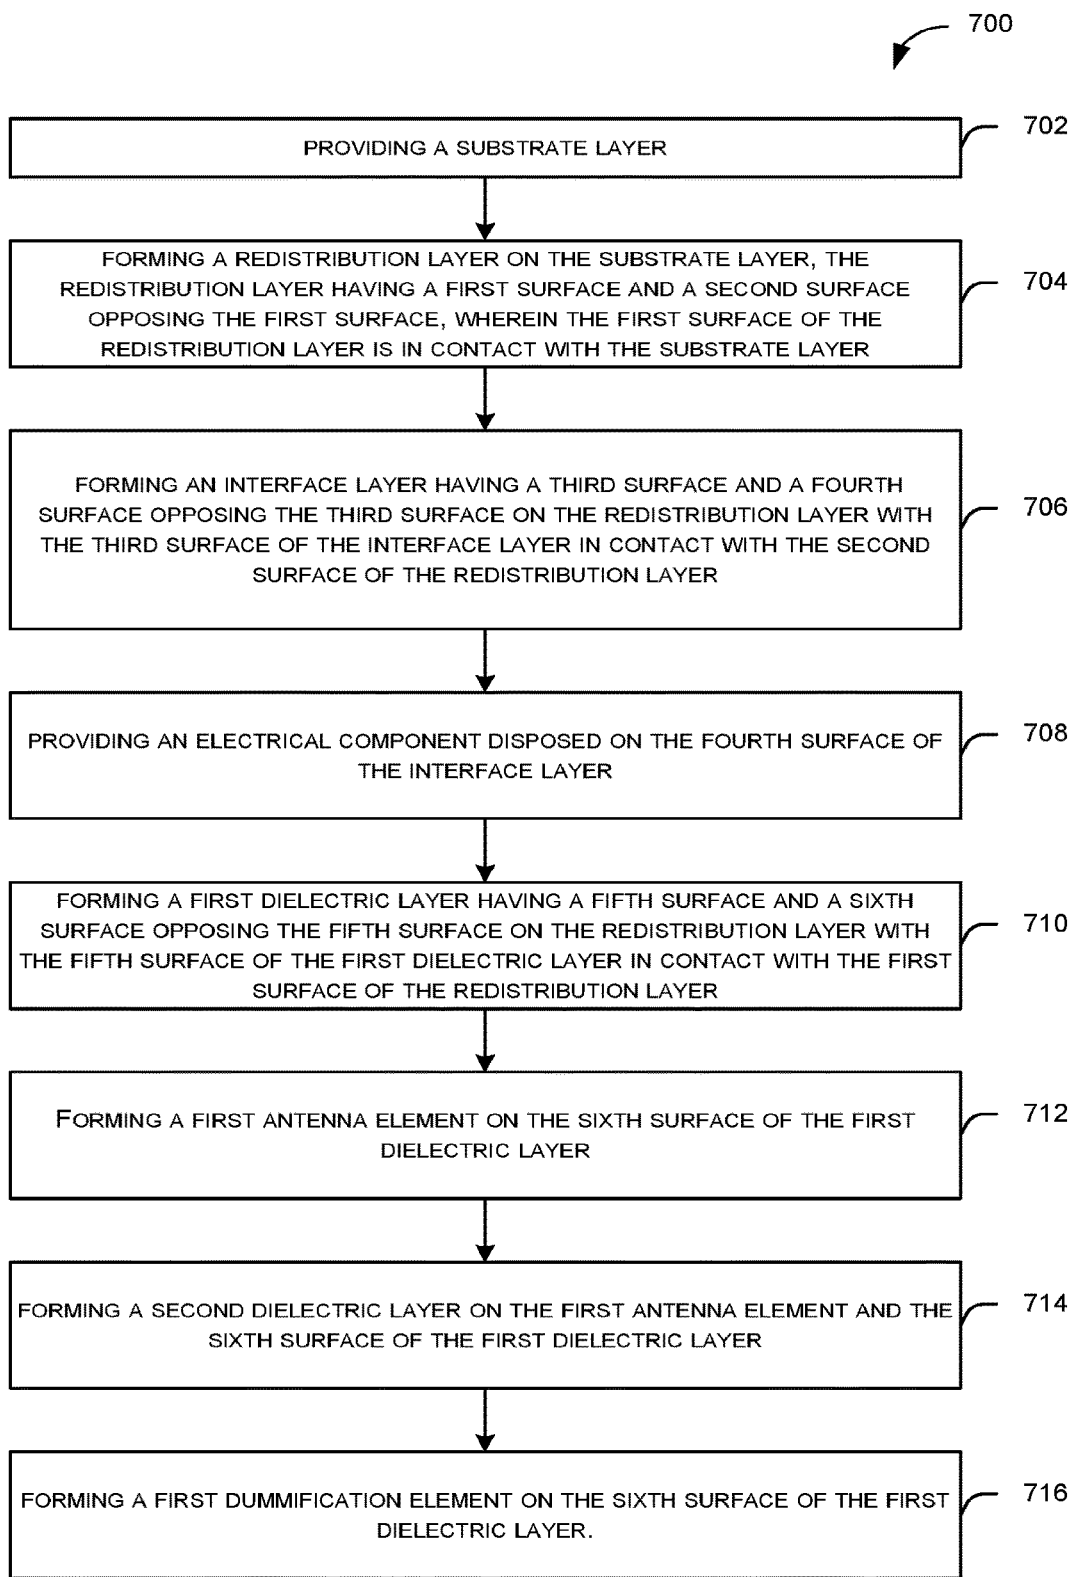 700
PROVIDING A SUBSTRATE LAYER
702
FORMING A REDISTRIBUTION LAYER ON THE SUBSTRATE LAYER, THE
REDISTRIBUTION LAYER HAVING A FIRST SURFACE AND A SECOND SURFACE
OPPOSING THE FIRST SURFACE, WHEREIN THE FIRST SURFACE OF THE
REDISTRIBUTION LAYER IS IN CONTACT WITH THE SUBSTRATE LAYER
704
FORMING AN INTERFACE LAYER HAVING A THIRD SURFACE AND A FOURTH
SURFACE OPPOSING THE THIRD SURFACE ON THE REDISTRIBUTION LAYER WITH
THE THIRD SURFACE OF THE INTERFACE LAYER IN CONTACT WITH THE SECOND
SURFACE OF THE REDISTRIBUTION LAYER
706
PROVIDING AN ELECTRICAL COMPONENT DISPOSED ON THE FOURTH SURFACE OF
THE INTERFACE LAYER
708
FORMING A FIRST DIELECTRIC LAYER HAVING A FIFTH SURFACE AND A SIXTH
SURFACE OPPOSING THE FIFTH SURFACE ON THE REDISTRIBUTION LAYER WITH
THE FIFTH SURFACE OF THE FIRST DIELECTRIC LAYER IN CONTACT WITH THE FIRST
SURFACE OF THE REDISTRIBUTION LAYER
710
FORMING A FIRST ANTENNA ELEMENT ON THE SIXTH SURFACE OF THE FIRST
DIELECTRIC LAYER
712
FORMING A SECOND DIELECTRIC LAYER ON THE FIRST ANTENNA ELEMENT AND THE
SIXTH SURFACE OF THE FIRST DIELECTRIC LAYER
714
FORMING A FIRST DUMMIFICATION ELEMENT ON THE SIXTH SURFACE OF THE FIRST
DIELECTRIC LAYER.
716